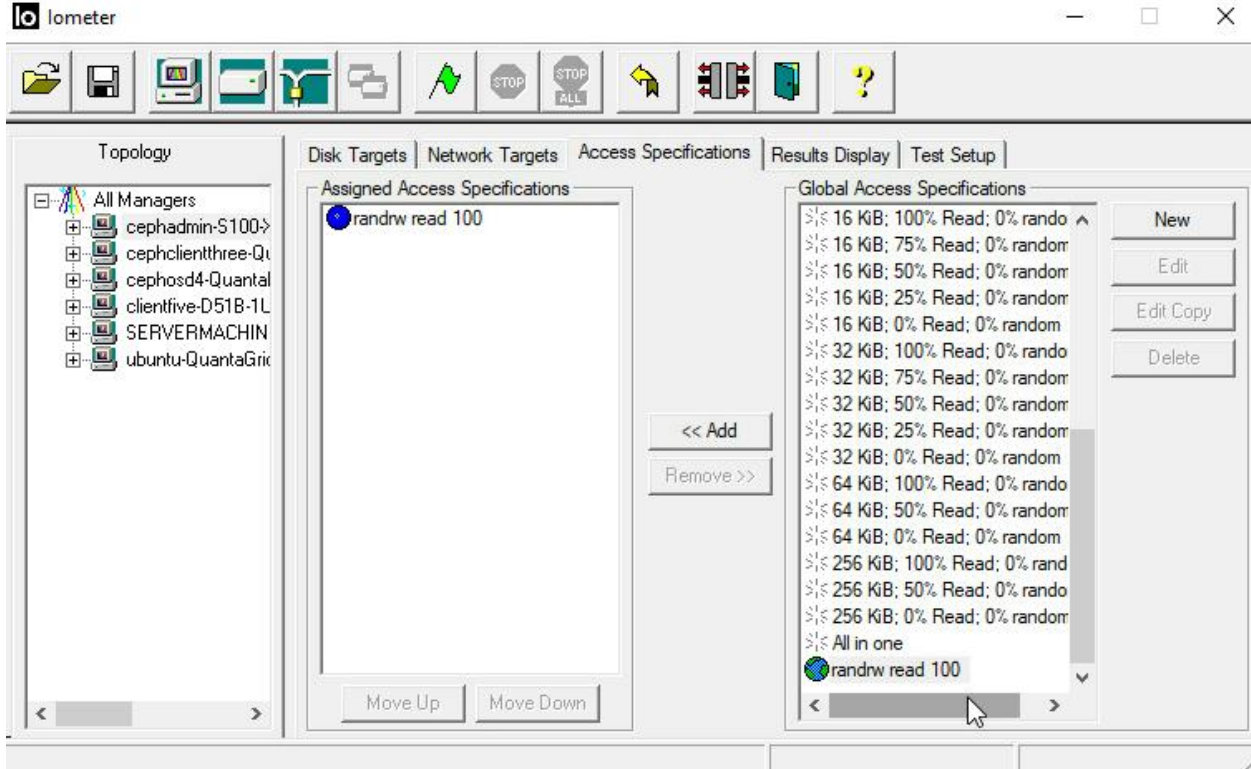 Io Iometer
STOP
STOP ALL
Topology
All Managers
cephadmin-S100-
cephclientthree-Qu
cephosd4-Quantal
clientfive-D51B-1L
SERVERMACHIN
ubuntu-QuantaGri
Disk Targets
Network Targets
Access Specifications
Results Display
Test Setup
Assigned Access Specifications
randrw read 100
<< Add
Remove >>
Move Up
Move Down
Global Access Specifications
16 KiB; 100% Read; 0% rando
16 KiB; 75% Read; 0% random
16 KiB; 50% Read; 0% random
16 KiB; 25% Read; 0% random
16 KiB; 0% Read; 0% random
32 KiB; 100% Read; 0% rando
32 KiB; 75% Read; 0% random
32 KiB; 50% Read; 0% random
32 KiB; 25% Read; 0% random
32 KiB; 0% Read; 0% random
64 KiB; 100% Read; 0% rando
64 KiB; 50% Read; 0% random
64 KiB; 0% Read; 0% random
256 KiB; 100% Read; 0% rand
256 KiB; 50% Read; 0% rando
256 KiB; 0% Read; 0% random
All in one
randrw read 100
New
Edit
Edit Copy
Delete